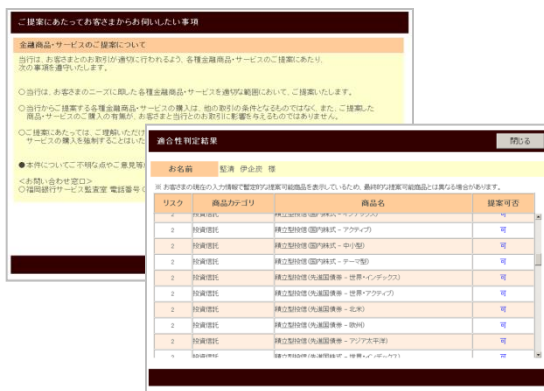 ご提案にあたってお客さまからお伺いしたい事項
金融商品・サービスのご提案について
当行は、お客さまとのお取引が適切に行われるよう、各種金融商品・サービスのご提案にあたり、
次の事項を遵守いたします。
○当行は、お客さまのニーズに即した各種金融商品・サービスを適切な範囲において、ご提案いたします。
○当行からご提案する各種金融商品・サービスの購入は、他の取引の条件となるものではなく、また、ご提案した
商品・サービスのご購入の有無が、お客さまと当行とのお取引に影響を与えるものではありません。
○ご提案にあたっては、ご理解いただけ
サービスの購入を強制することはいた
●本件についてご不明な点やご意見等
<お問い合わせ窓口>
○福岡銀行サービス監査室 電話番号
適合性判定結果
閉じる
お名前
様
※ お客さまの現在の入力情報で暫定的な提案可能商品を表示しているため、最終的な提案可能商品とは異なる場合があります。
リスク 商品カテゴリ 商品名 提案可否
2 投資信託 積立型投信(国内株式 - インデックス) 可
2 投資信託 積立型投信(国内株式 - アクティブ) 可
2 投資信託 積立型投信(国内株式 - 中小型) 可
2 投資信託 積立型投信(国内株式 - テーマ型) 可
2 投資信託 積立型投信(先進国債券 - 世界・インデックス) 可
2 投資信託 積立型投信(先進国債券 - 世界・アクティブ) 可
2 投資信託 積立型投信(先進国債券 - 北米) 可
2 投資信託 積立型投信(先進国債券 - 欧州) 可
2 投資信託 積立型投信(先進国債券 - アジア太平洋) 可